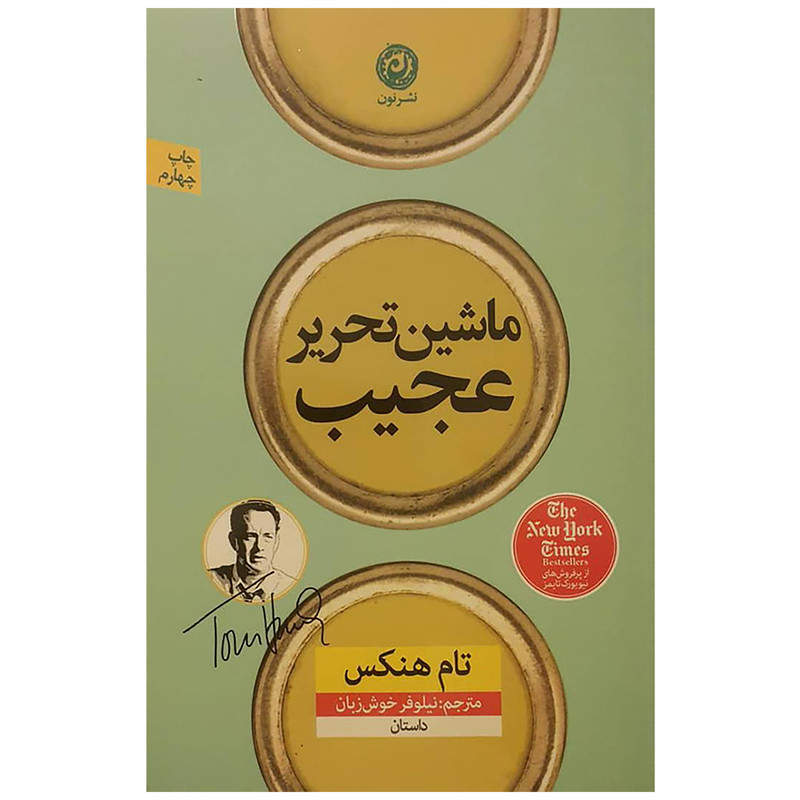 نشر نون
چاپ
چهارم
ماشین تحریر
عجیب
The
New York
Times
Bestsellers
از پرفروش‌های
نیویورک تایمز
Tom Hanks
تام هنکس
مترجم: نیلوفر خوش‌زبان
داستان